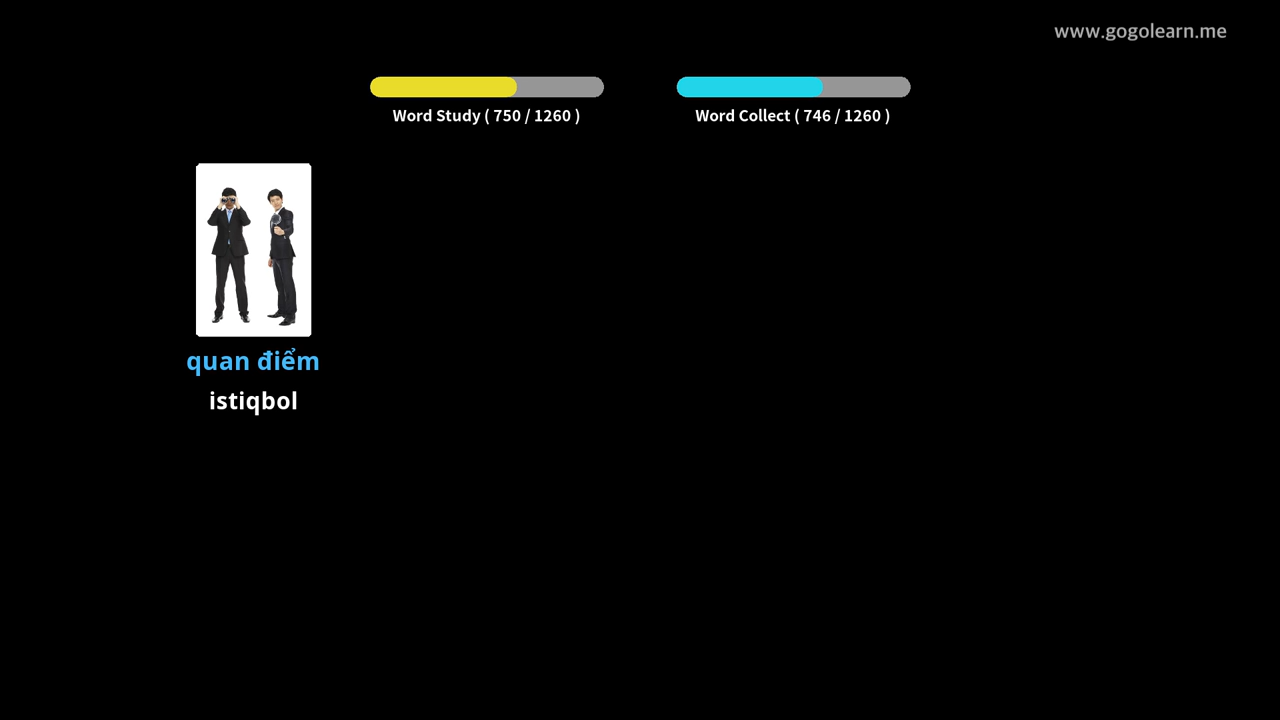 www.gogolearn.me
Word Study ( 750 / 1260 )
Word Collect ( 746 / 1260 )
quan điểm
istiqbol